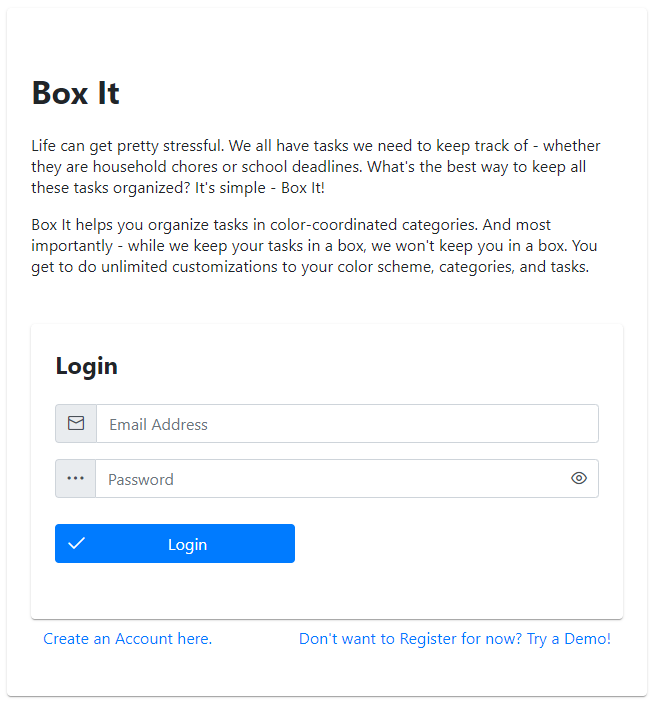 Box It
Life can get pretty stressful. We all have tasks we need to keep track of - whether
they are household chores or school deadlines. What's the best way to keep all
these tasks organized? It's simple - Box It!
Box It helps you organize tasks in color-coordinated categories. And most
importantly - while we keep your tasks in a box, we won't keep you in a box. You
get to do unlimited customizations to your color scheme, categories, and tasks.
Login
Email Address
Password
Login
Create an Account here.
Don't want to Register for now? Try a Demo!